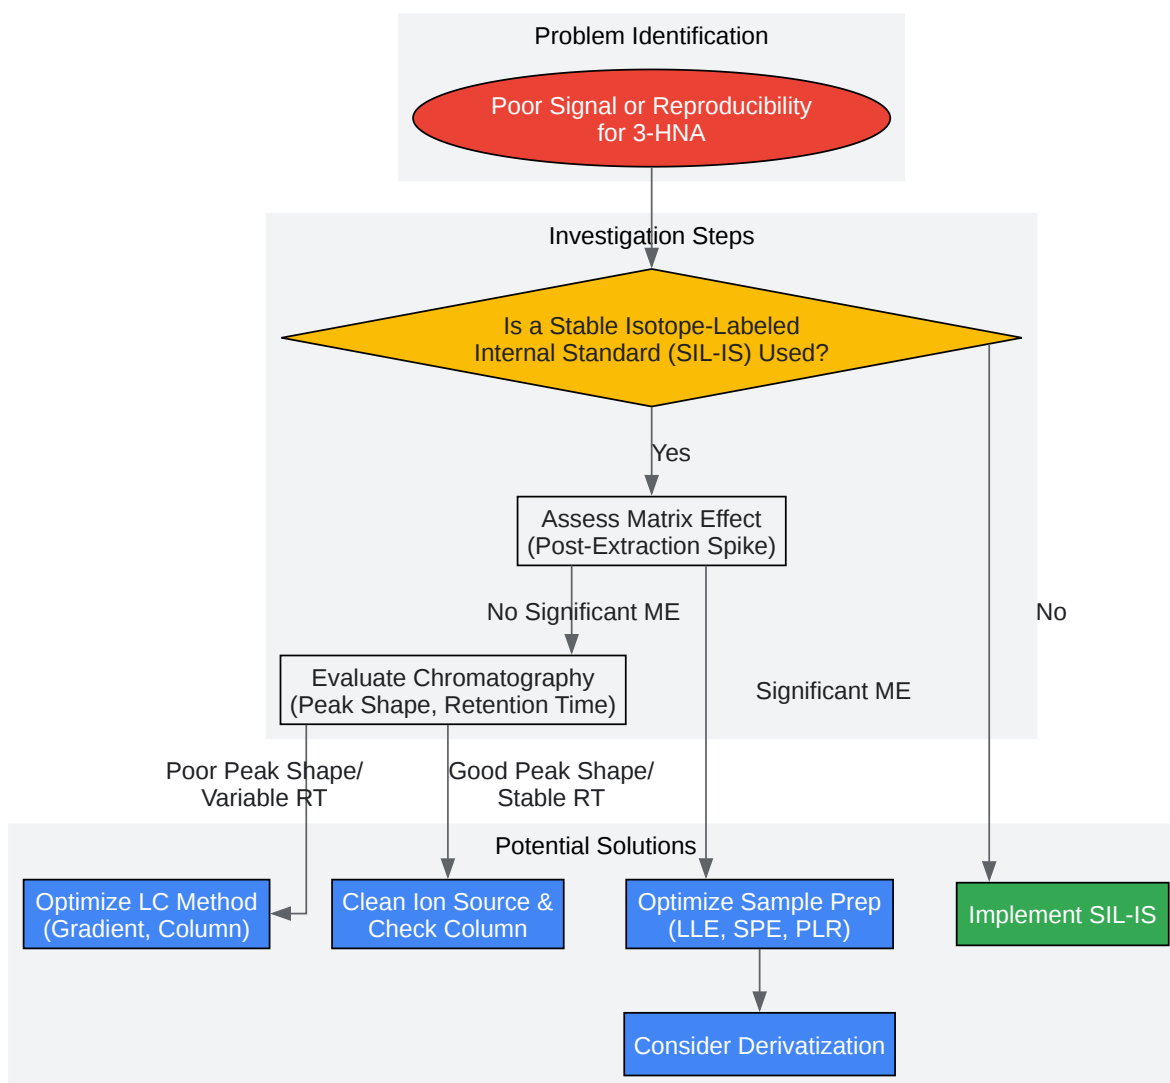 Problem Identification
Poor Signal or Reproducibility
for 3-HNA
Investigation Steps
Is a Stable Isotope-Labeled
Internal Standard (SIL-IS) Used?
Yes
Assess Matrix Effect
(Post-Extraction Spike)
No Significant ME
No
Evaluate Chromatography
(Peak Shape, Retention Time)
Significant ME
Poor Peak Shape/
Variable RT
Good Peak Shape/
Stable RT
Potential Solutions
Optimize LC Method
(Gradient, Column)
Clean Ion Source &
Check Column
Optimize Sample Prep
(LLE, SPE, PLR)
Implement SIL-IS
Consider Derivatization